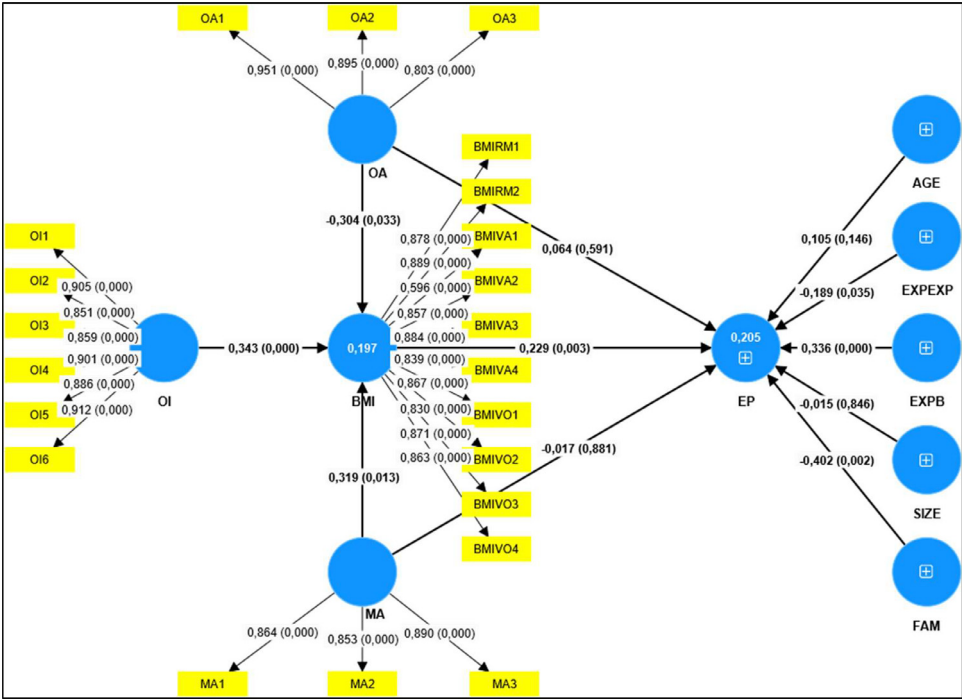 OA1
OA2
OA3
0,951 (0,000)
0,895 (0,000)
0,803 (0,000)
OA
-0,304 (0,033)
0,064 (0,591)
OI1
OI2
OI3
OI4
OI5
OI6
0,905 (0,000)
0,851 (0,000)
0,859 (0,000)
0,901 (0,000)
0,886 (0,000)
0,912 (0,000)
OI
0,343 (0,000)
0,197
BMI
BMIRM1
BMIRM2
BMIVA1
BMIVA2
BMIVA3
BMIVA4
BMIVO1
BMIVO2
BMIVO3
BMIVO4
0,878 (0,000)
0,889 (0,000)
0,596 (0,000)
0,857 (0,000)
0,884 (0,000)
0,839 (0,000)
0,867 (0,000)
0,830 (0,000)
0,871 (0,000)
0,863 (0,000)
0,229 (0,003)
0,319 (0,013)
-0,017 (0,881)
MA
0,864 (0,000)
0,853 (0,000)
0,890 (0,000)
MA1
MA2
MA3
0,205
EP
0,105 (0,146)
-0,189 (0,035)
0,336 (0,000)
-0,015 (0,846)
-0,402 (0,002)
AGE
EXPEXP
EXPB
SIZE
FAM